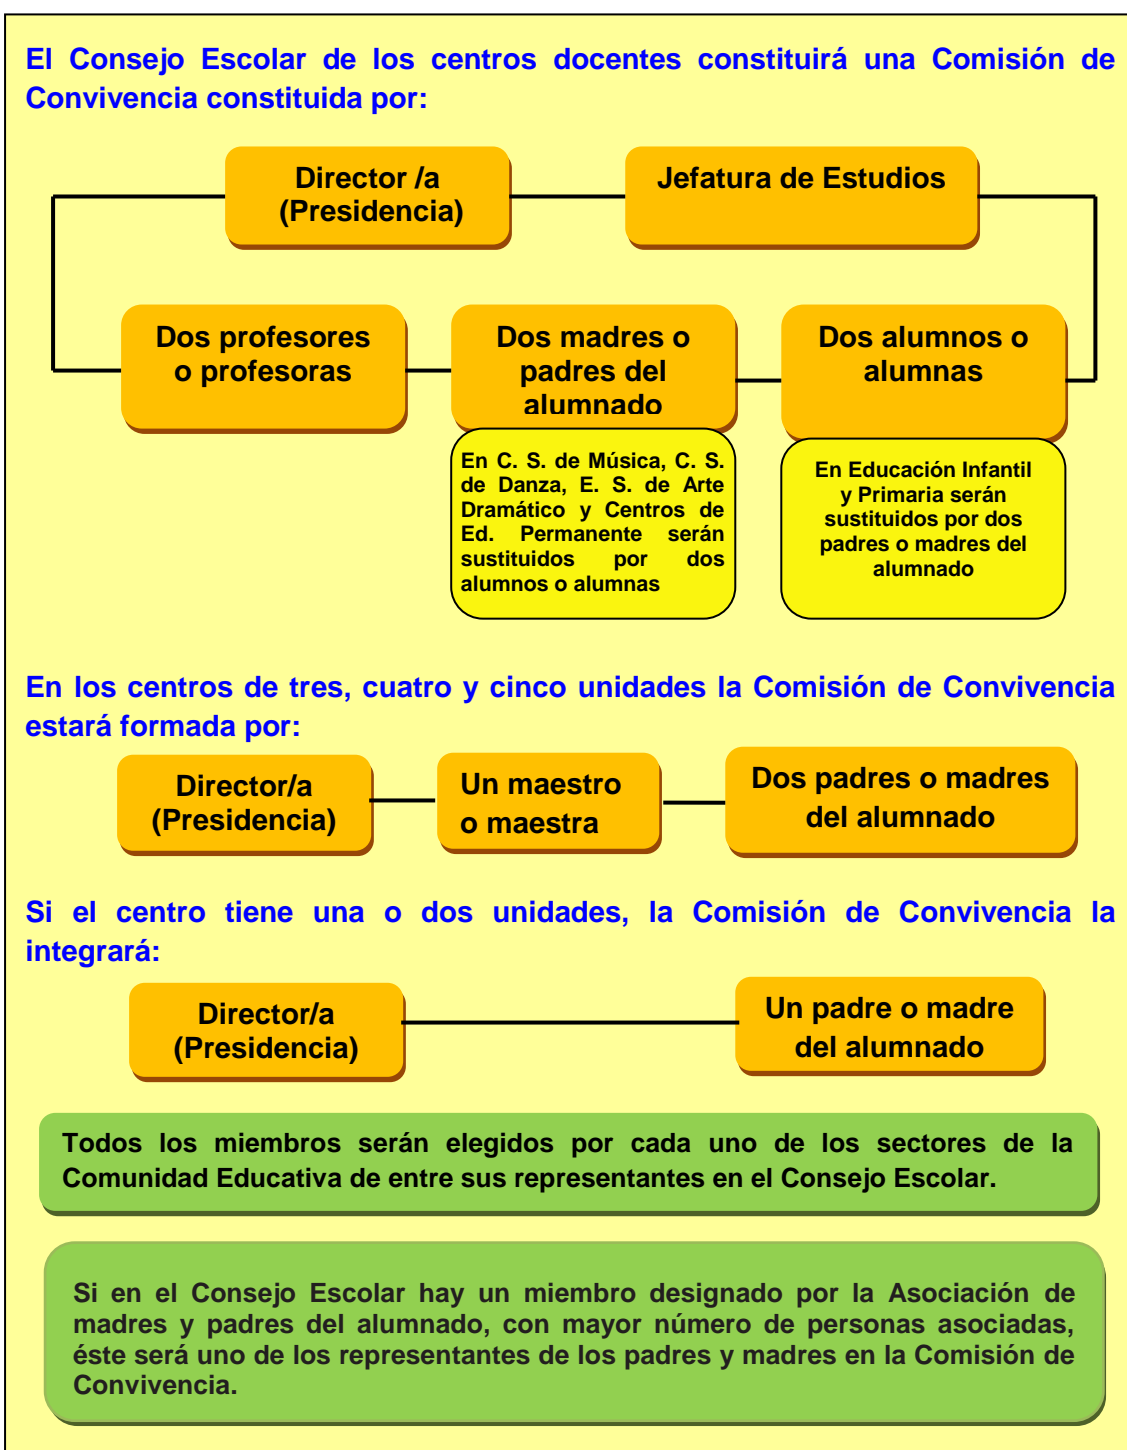 El Consejo Escolar de los centros docentes constituirá una Comisión de
Convivencia constituida por:
Director /a
(Presidencia)
Jefatura de Estudios
Dos profesores
o profesoras
Dos madres o
padres del
alumnado
Dos alumnos o
alumnas
En C. S. de Música, C. S.
de Danza, E. S. de Arte
Dramático y Centros de
Ed. Permanente serán
sustituidos por dos
alumnos o alumnas
En Educación Infantil
y Primaria serán
sustituidos por dos
padres o madres del
alumnado
En los centros de tres, cuatro y cinco unidades la Comisión de Convivencia
estará formada por:
Director/a
(Presidencia)
Un maestro
o maestra
Dos padres o madres
del alumnado
Si el centro tiene una o dos unidades, la Comisión de Convivencia la
integrará:
Director/a
(Presidencia)
Un padre o madre
del alumnado
Todos los miembros serán elegidos por cada uno de los sectores de la
Comunidad Educativa de entre sus representantes en el Consejo Escolar.
Si en el Consejo Escolar hay un miembro designado por la Asociación de
madres y padres del alumnado, con mayor número de personas asociadas,
éste será uno de los representantes de los padres y madres en la Comisión de
Convivencia.